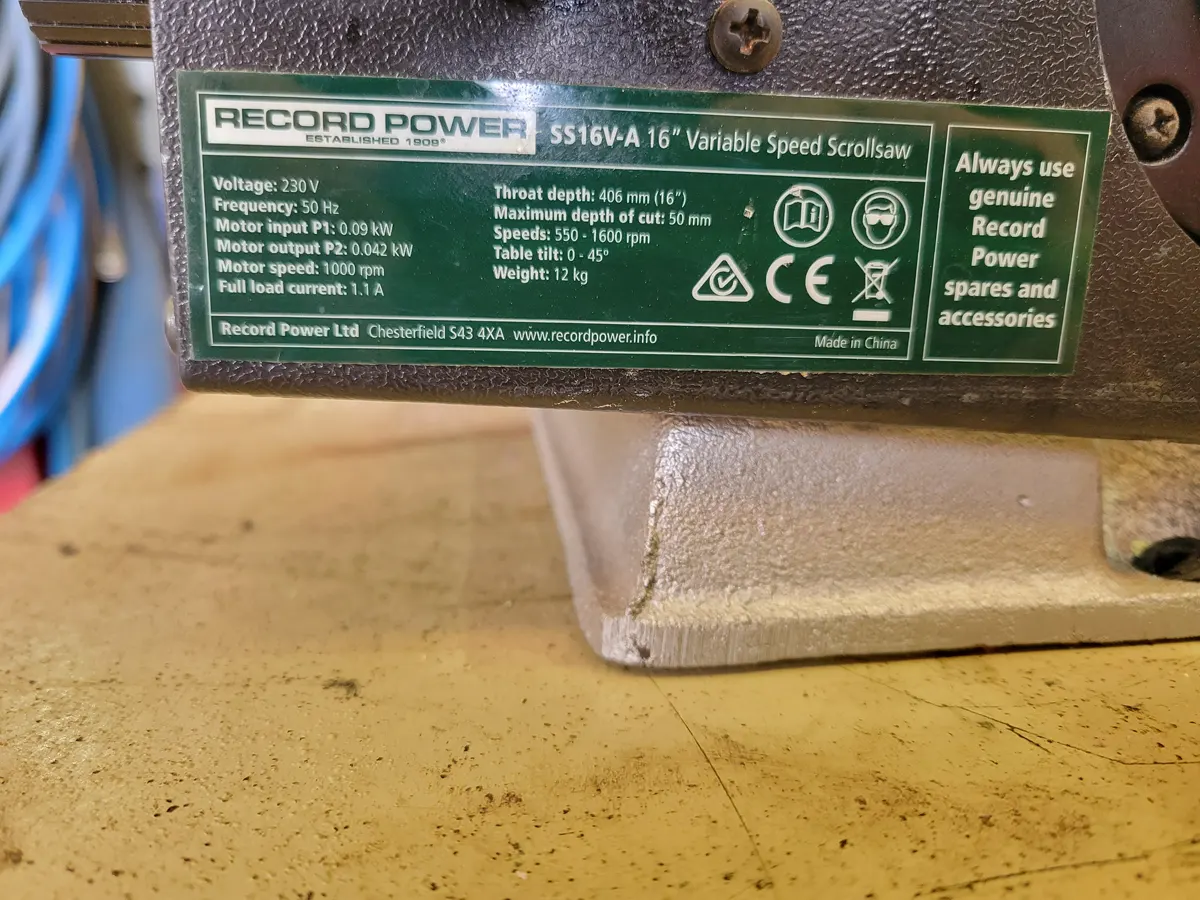 RECORD POWER
ESTABLISHED 1909®
SS16V-A 16” Variable Speed Scrollsaw
Voltage: 230 V
Frequency: 50 Hz
Motor input P1: 0.09 kW
Motor output P2: 0.042 kW
Motor speed: 1000 rpm
Full load current: 1.1 A
Throat depth: 406 mm (16”)
Maximum depth of cut: 50 mm
Speeds: 550 - 1600 rpm
Table tilt: 0 - 45º
Weight: 12 kg
CE
Record Power Ltd Chesterfield S43 4XA www.recordpower.info
Made in China
Always use
genuine
Record
Power
spares and
accessories